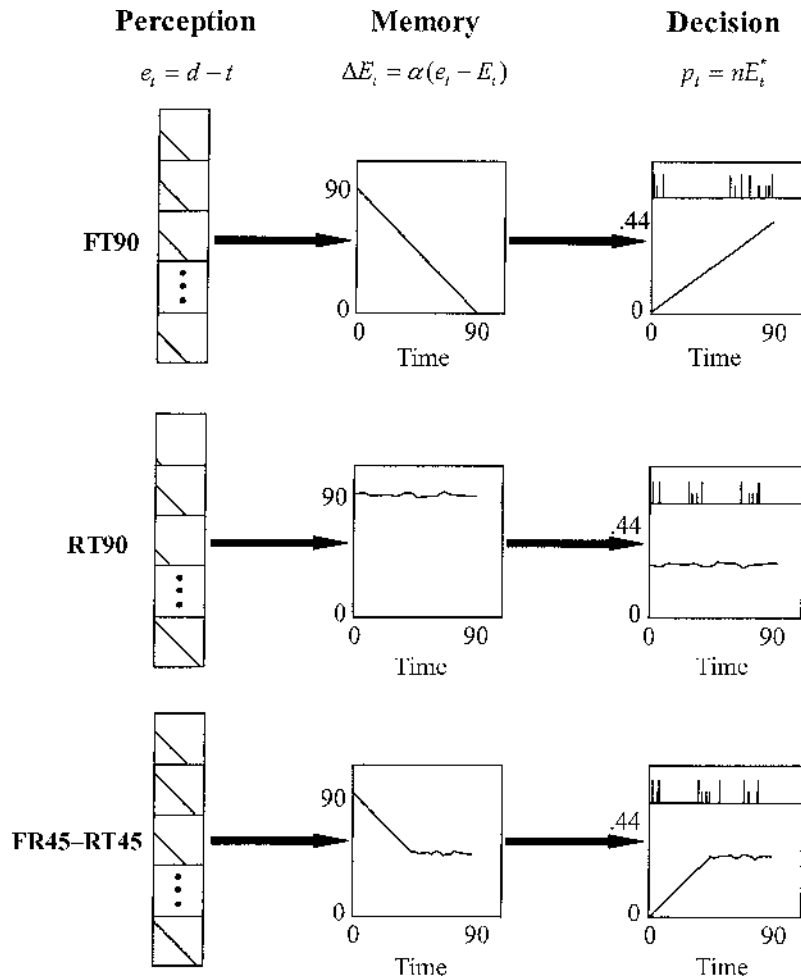 Perception Memory Decision
e_t = d − t ΔE_t = α(e_t − E_t) p_t = nE_t^*
FT90
90
0
0 90
Time
.44
0
0 90
Time
RT90
90
0
0 90
Time
.44
0
0 90
Time
FR45–RT45
90
0
0 90
Time
.44
0
0 90
Time